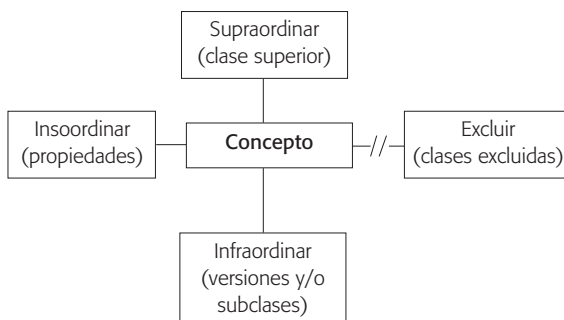 Supraordinar
(clase superior)
Insoordinar
(propiedades)
Concepto
//
Excluir
(clases excluidas)
Infraordinar
(versiones y/o
subclases)